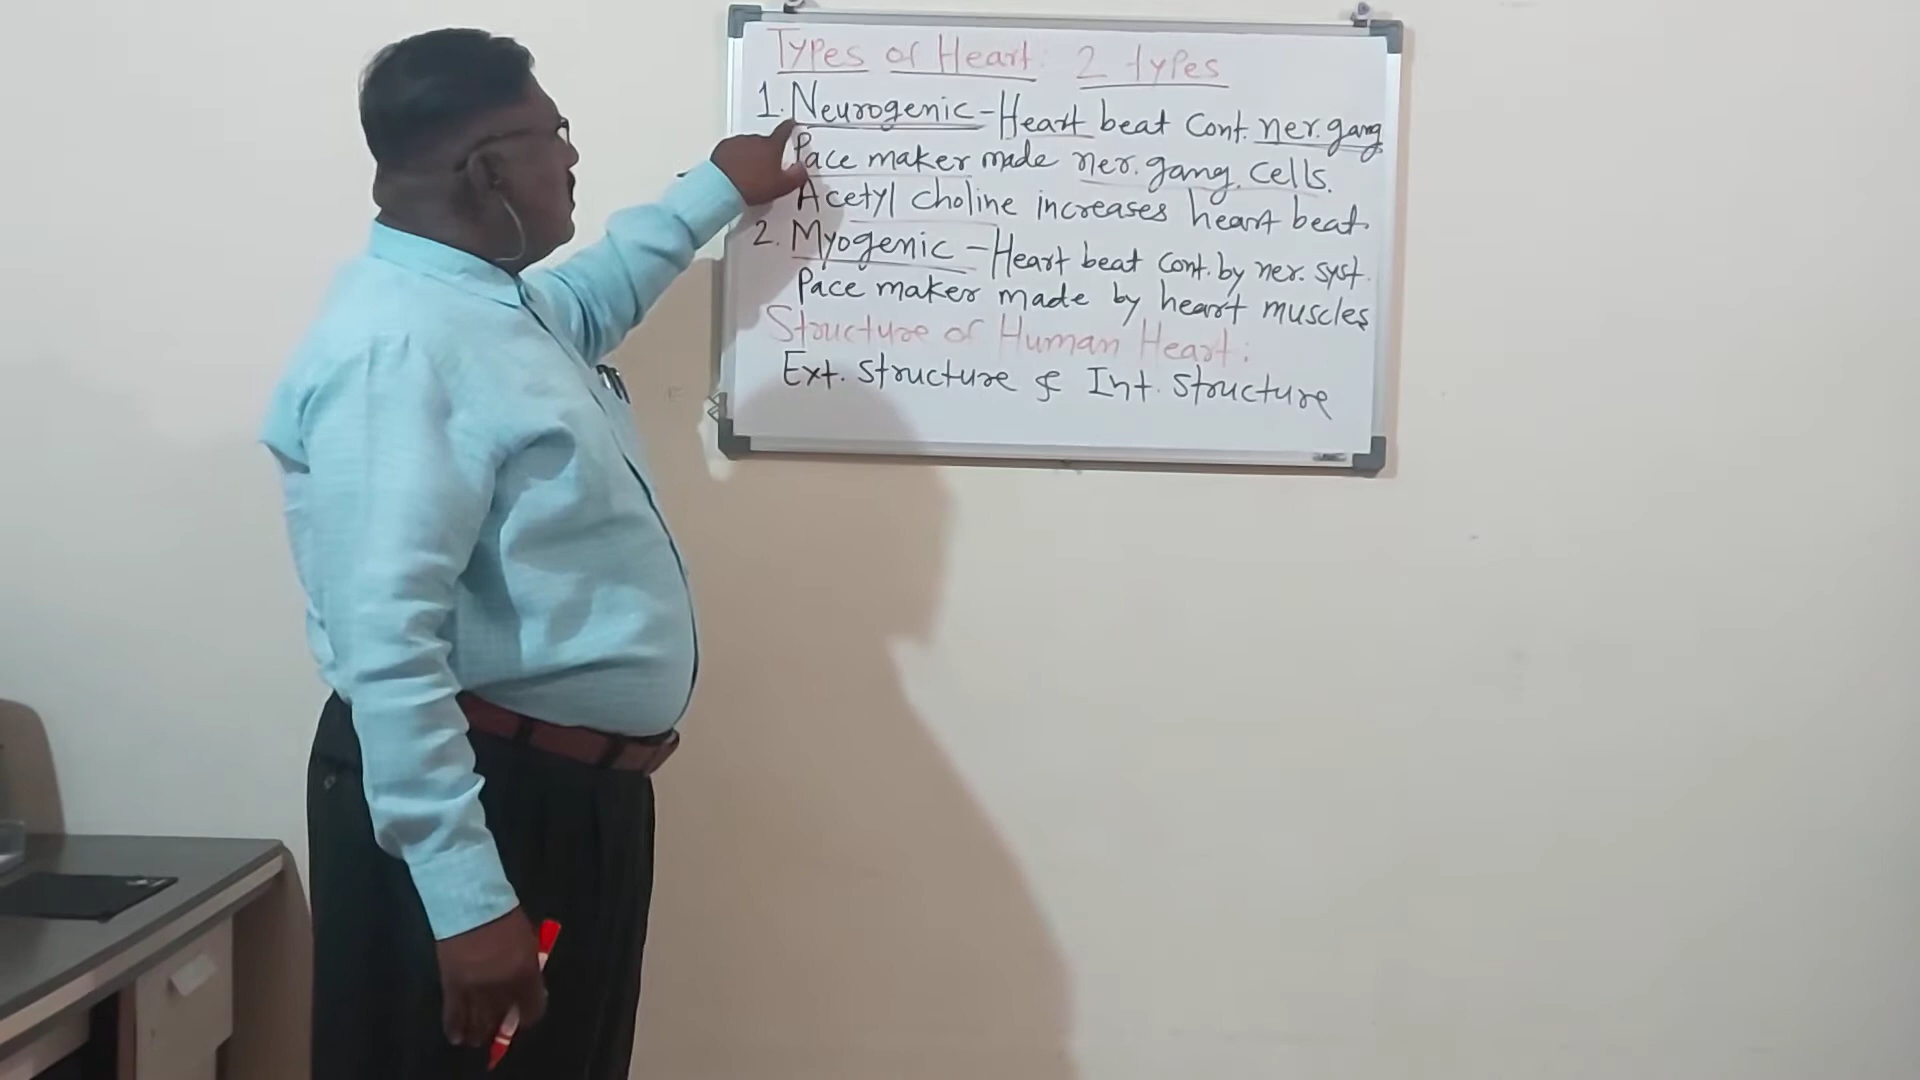 Types of Heart: 2 types
1. Neurogenic - Heart beat cont. ner. gang
Pace maker made ner. gang. cells.
Acetyl choline increases heart beat.
2. Myogenic - Heart beat cont. by ner. syst.
Pace maker made by heart muscles
Structure of Human Heart:
Ext. structure & Int. structure